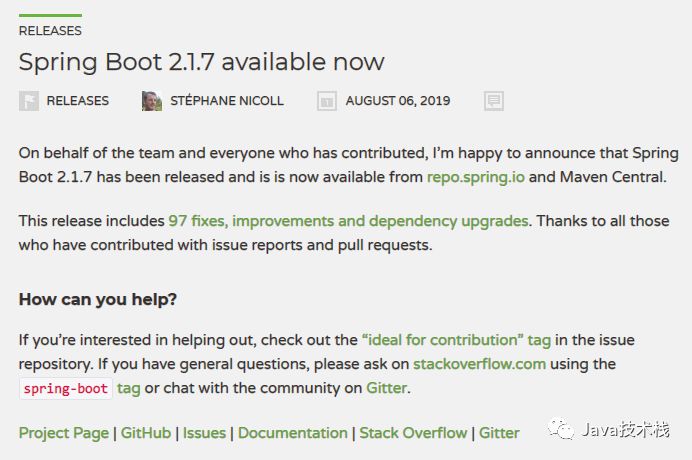 RELEASES
Spring Boot 2.1.7 available now
RELEASES STÉPHANE NICOLL AUGUST 06, 2019
On behalf of the team and everyone who has contributed, I'm happy to announce that Spring
Boot 2.1.7 has been released and is is now available from repo.spring.io and Maven Central.
This release includes 97 fixes, improvements and dependency upgrades. Thanks to all those
who have contributed with issue reports and pull requests.
How can you help?
If you're interested in helping out, check out the “ideal for contribution” tag in the issue
repository. If you have general questions, please ask on stackoverflow.com using the
spring-boot tag or chat with the community on Gitter.
Project Page | GitHub | Issues | Documentation | Stack Overflow | Gitter
Java技术栈